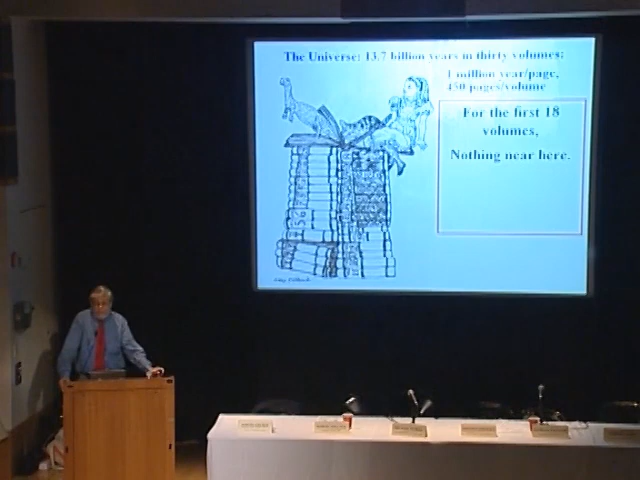 The Universe: 13.7 billion years in thirty volumes:
1 million year/page,
450 pages/volume
For the first 18
volumes,
Nothing near here.